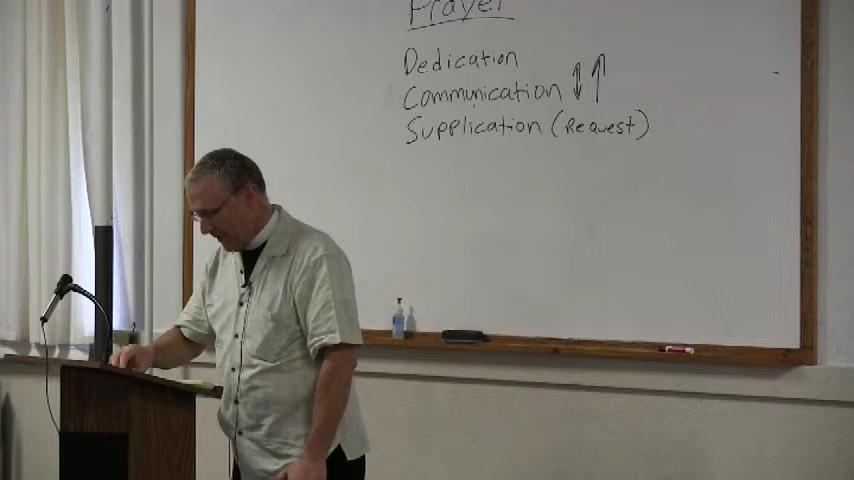 Prayer
Dedication
Communication ↕ ↑
Supplication (Request)